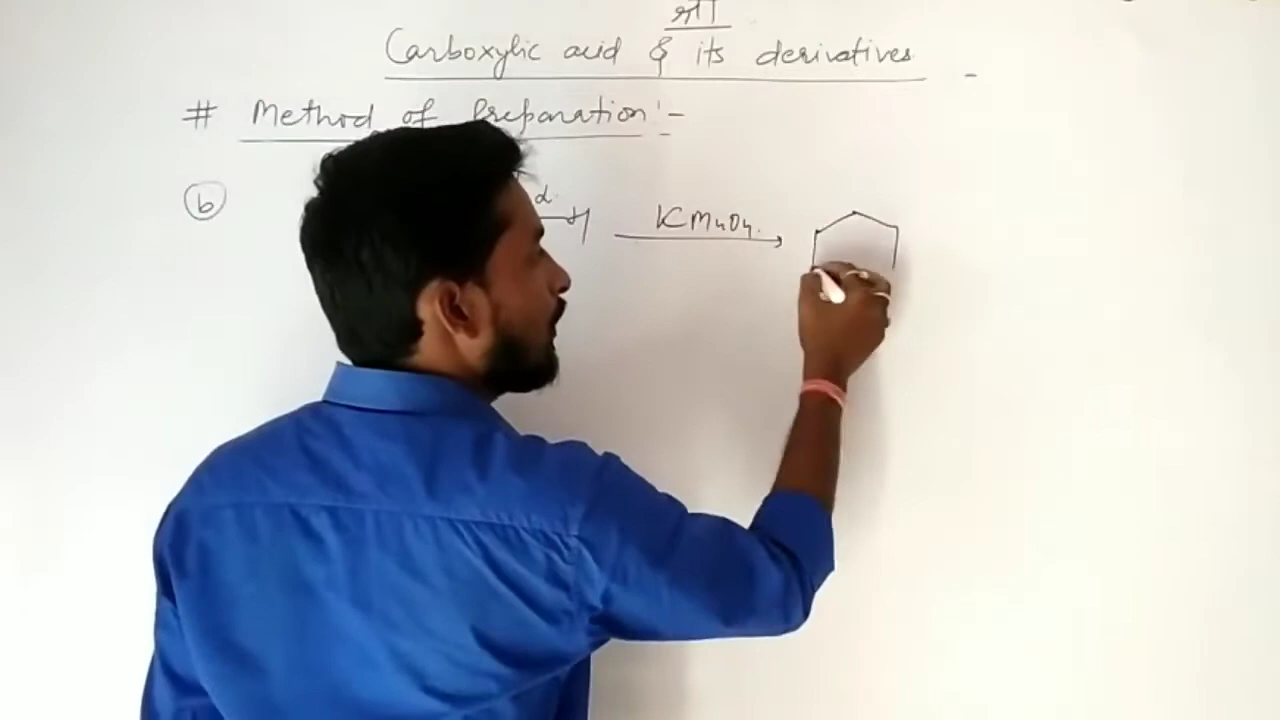 श्री
Carboxylic acid & its derivatives
# Method of Preparation :-
b
d. KMnO4.